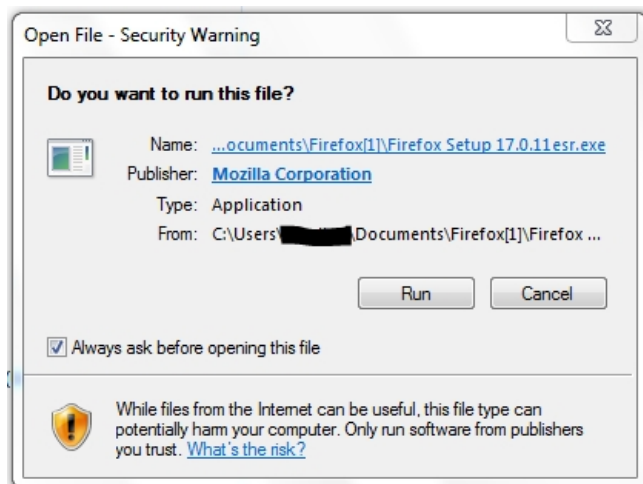 Open File - Security Warning
Do you want to run this file?
Name: ...ocuments\Firefox[1]\Firefox Setup 17.0.11esr.exe
Publisher: Mozilla Corporation
Type: Application
From: C:\Users\ \Documents\Firefox[1]\Firefox ...
Run Cancel
Always ask before opening this file
While files from the Internet can be useful, this file type can
potentially harm your computer. Only run software from publishers
you trust. What's the risk?